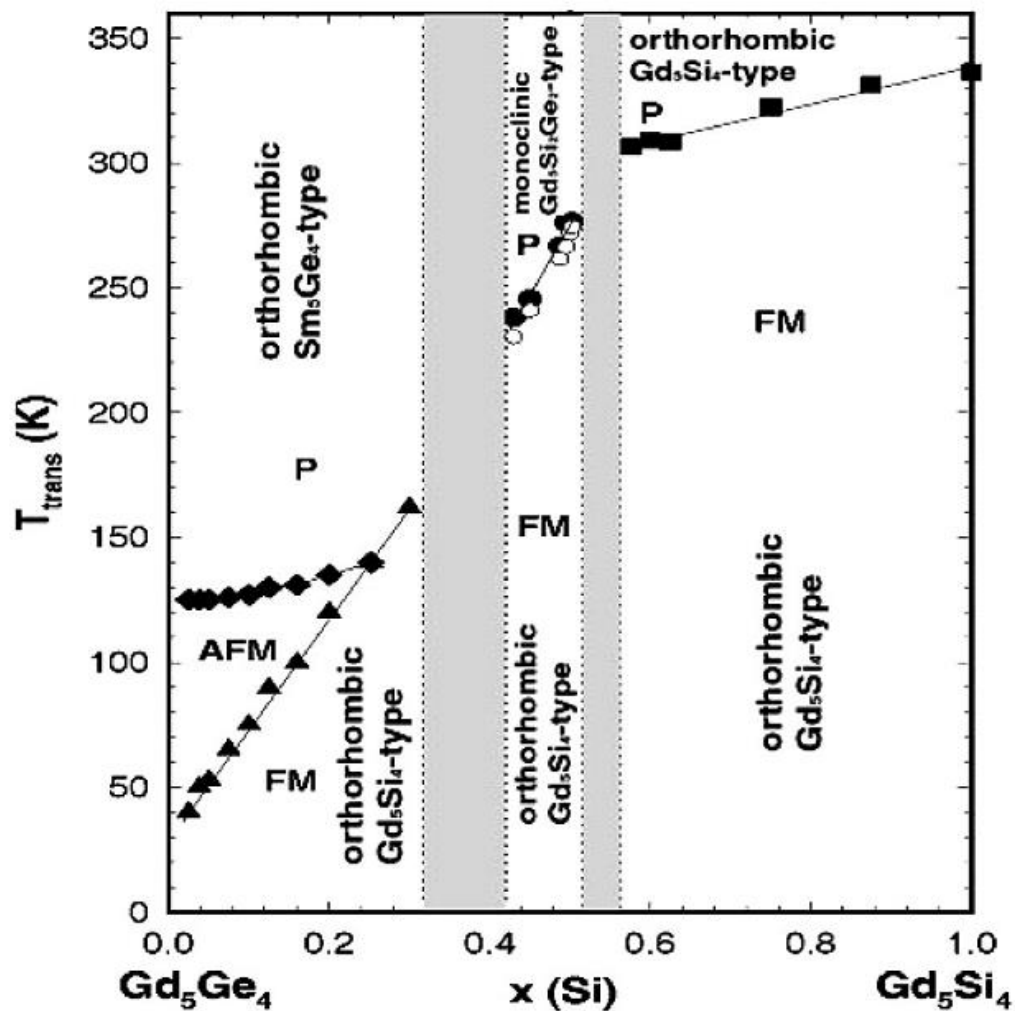 350
300
250
200
150
100
50
0
T_trans (K)
0.0
0.2
0.4
0.6
0.8
1.0
Gd₅Ge₄
x (Si)
Gd₅Si₄
orthorhombic
Sm₅Ge₄-type
P
AFM
FM
orthorhombic
Gd₅Si₄-type
monoclinic
Gd₅Si₂Ge₂-type
P
FM
orthorhombic
Gd₅Si₄-type
orthorhombic
Gd₅Si₄-type
P
FM
orthorhombic
Gd₅Si₄-type